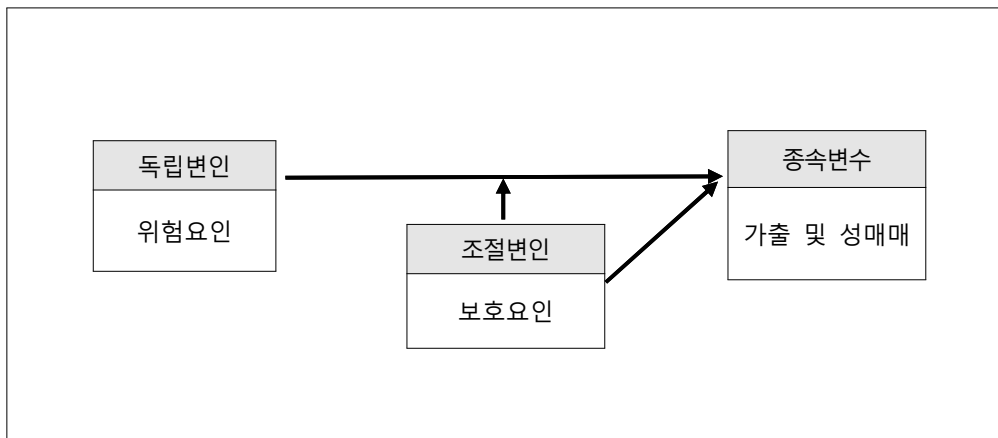 독립변인
위험요인
조절변인
보호요인
종속변수
가출 및 성매매